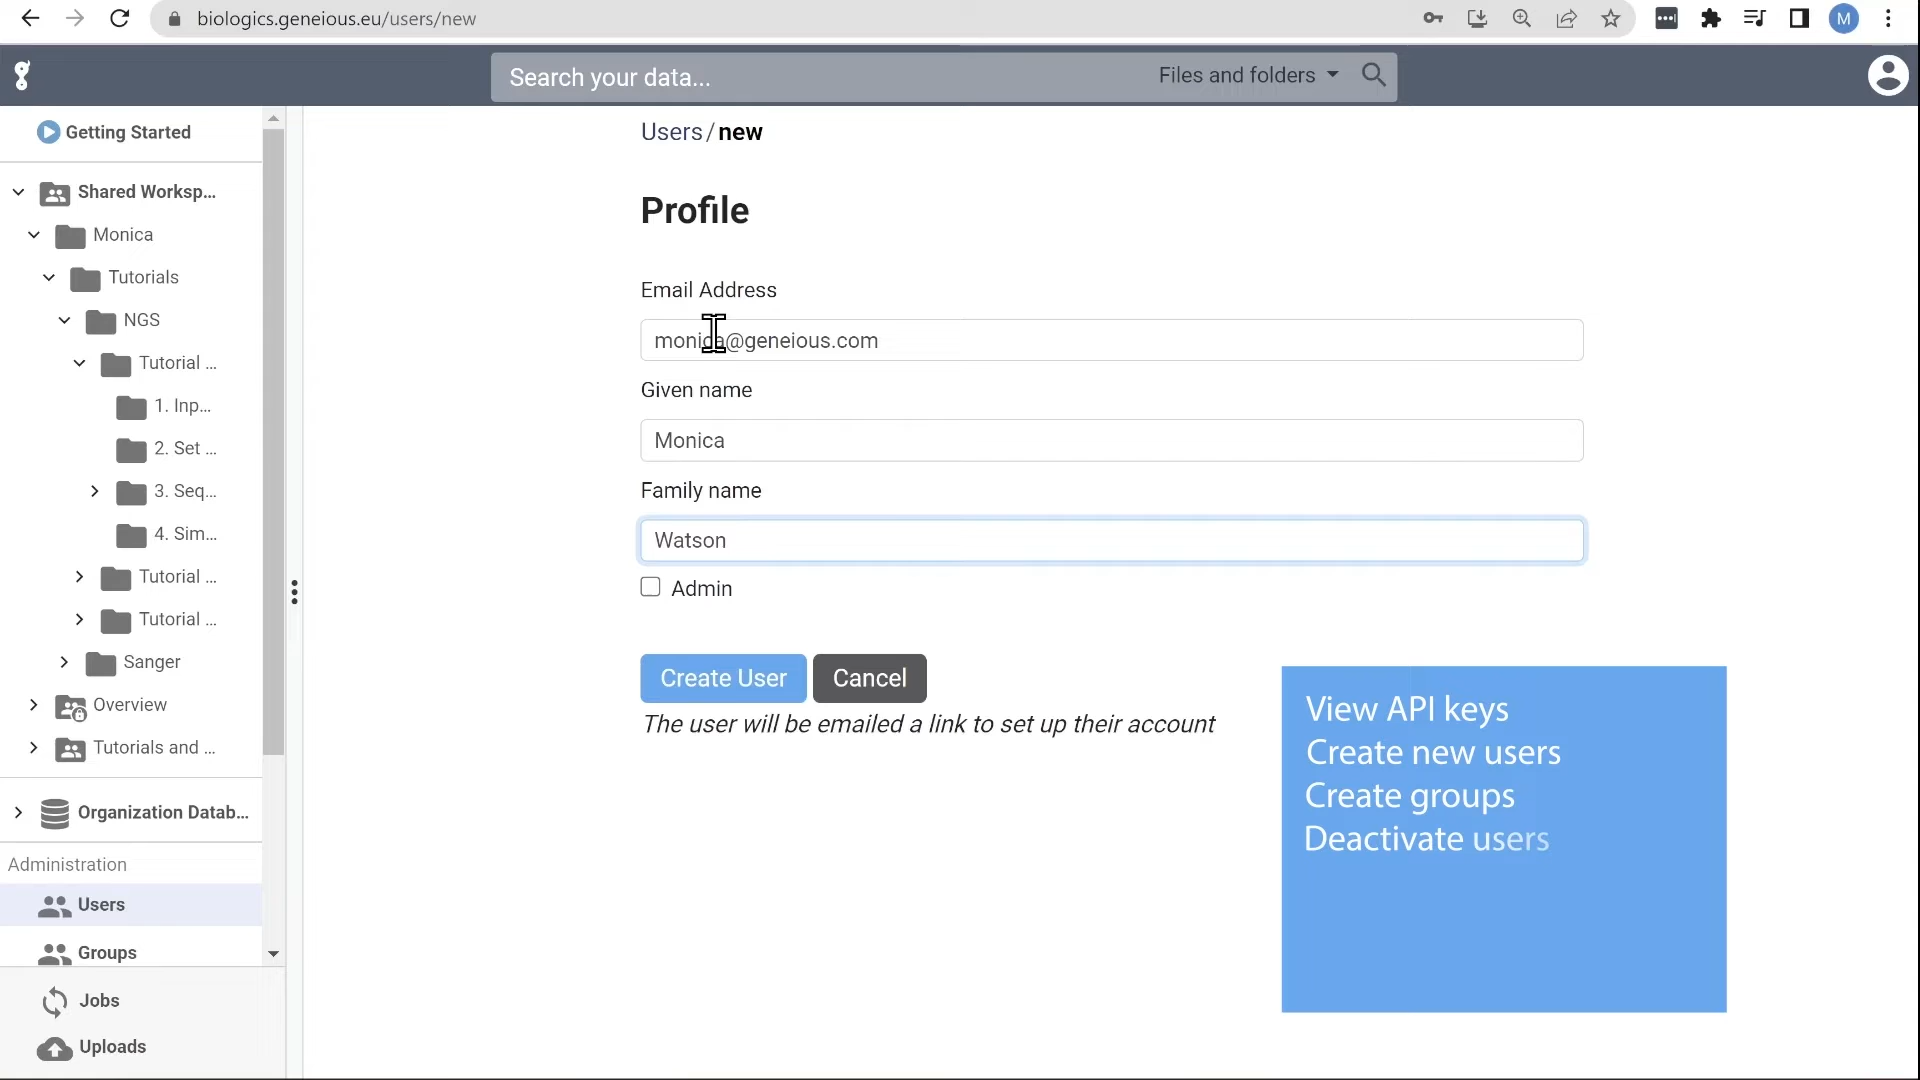 biologics.geneious.eu/users/new
M
Search your data...
Files and folders
Getting Started
Shared Worksp...
Monica
Tutorials
NGS
Tutorial ...
1. Inp...
2. Set ...
3. Seq...
4. Sim...
Tutorial ...
Tutorial ...
Sanger
Overview
Tutorials and ...
Organization Datab...
Administration
Users
Groups
Jobs
Uploads
Users/new
Profile
Email Address
monica@geneious.com
Given name
Monica
Family name
Watson
Admin
Create User
Cancel
The user will be emailed a link to set up their account
View API keys
Create new users
Create groups
Deactivate users